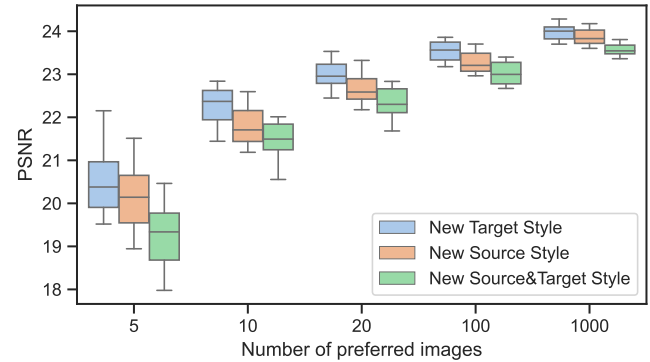 24
23
22
21
20
19
18
PSNR
New Target Style
New Source Style
New Source&Target Style
5 10 20 100 1000
Number of preferred images